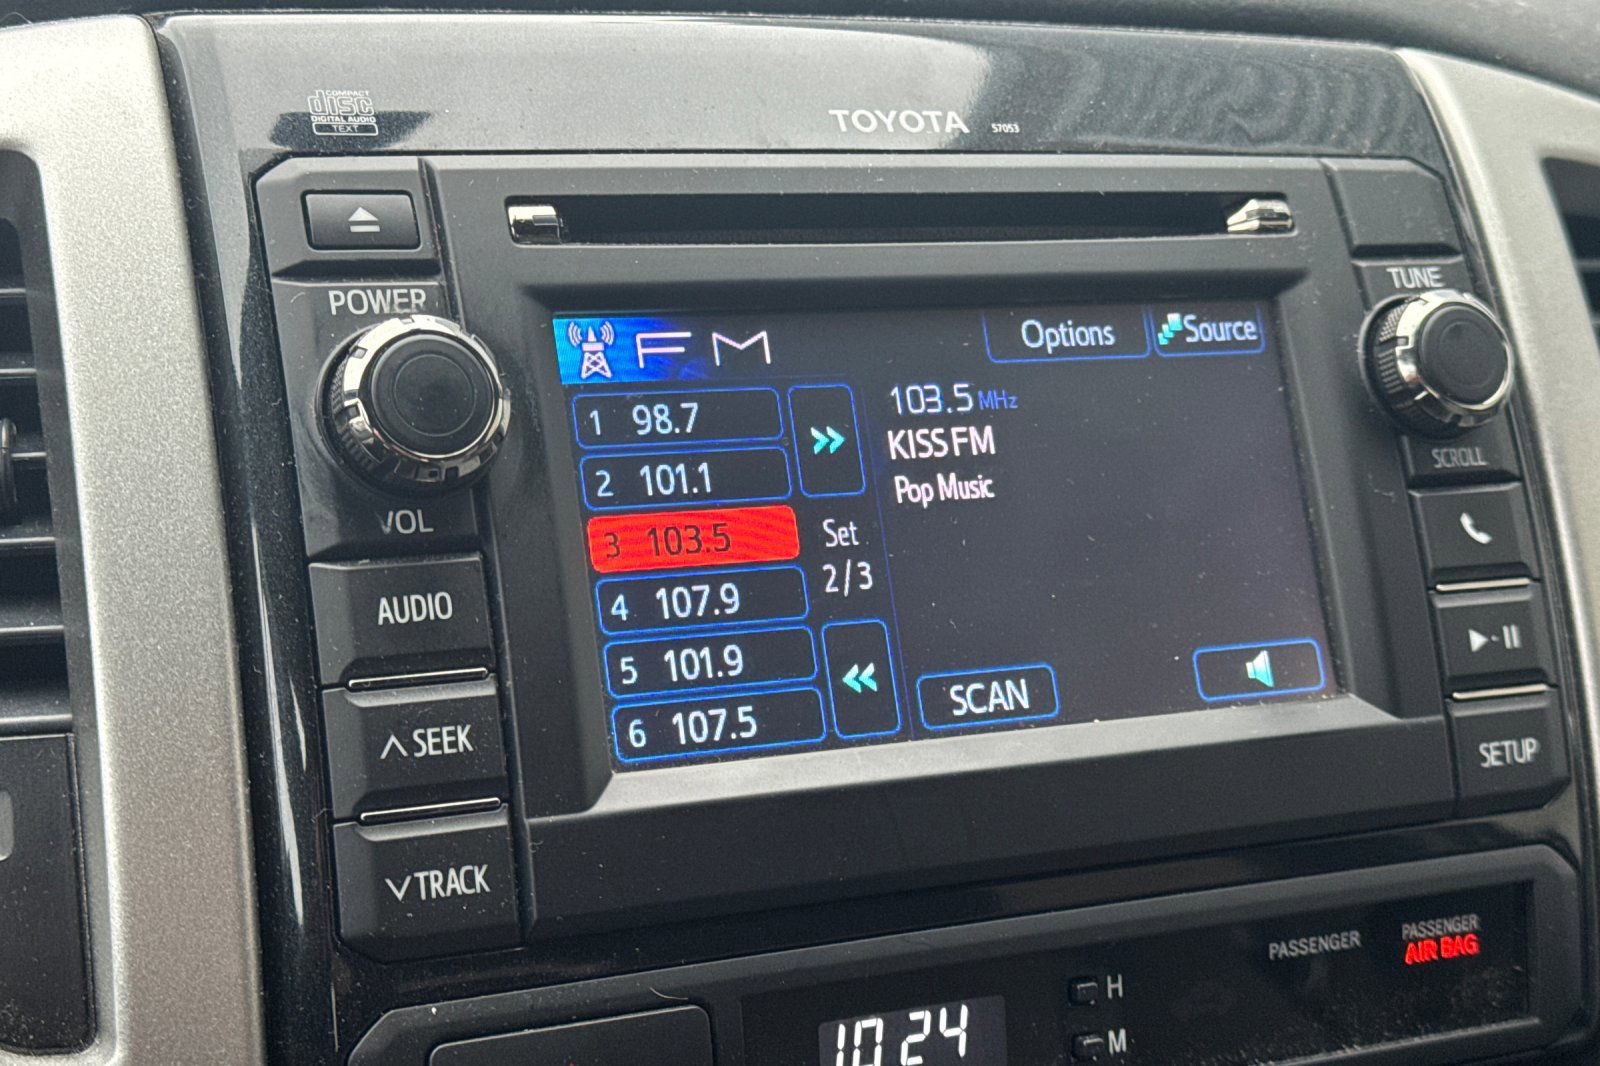 COMPACT
disc
DIGITAL AUDIO
TEXT
TOYOTA 57053
POWER
VOL
AUDIO
∧ SEEK
∨ TRACK
FM
Options
Source
1 98.7
2 101.1
3 103.5
4 107.9
5 101.9
6 107.5
Set
2/3
103.5 MHz
KISS FM
Pop Music
SCAN
TUNE
SCROLL
SETUP
PASSENGER
PASSENGER
AIR BAG
10 24
H
M